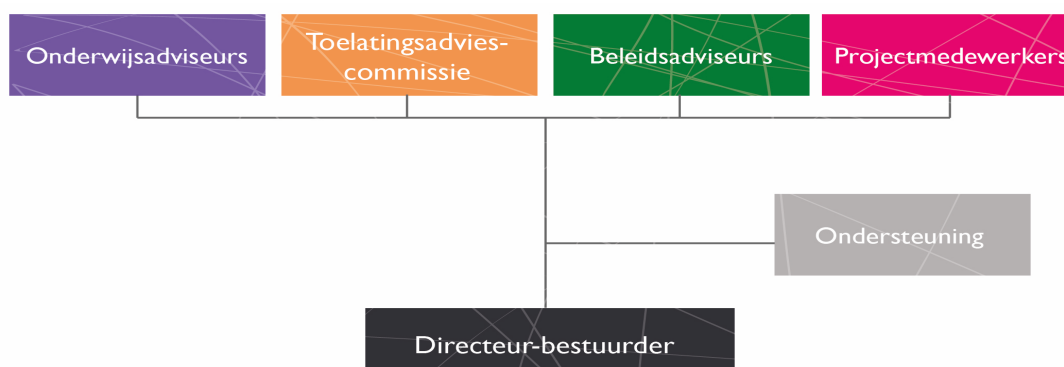 Onderwijsadviseurs
Toelatingsadvies-
commissie
Beleidsadviseurs
Projectmedewerkers
Ondersteuning
Directeur-bestuurder